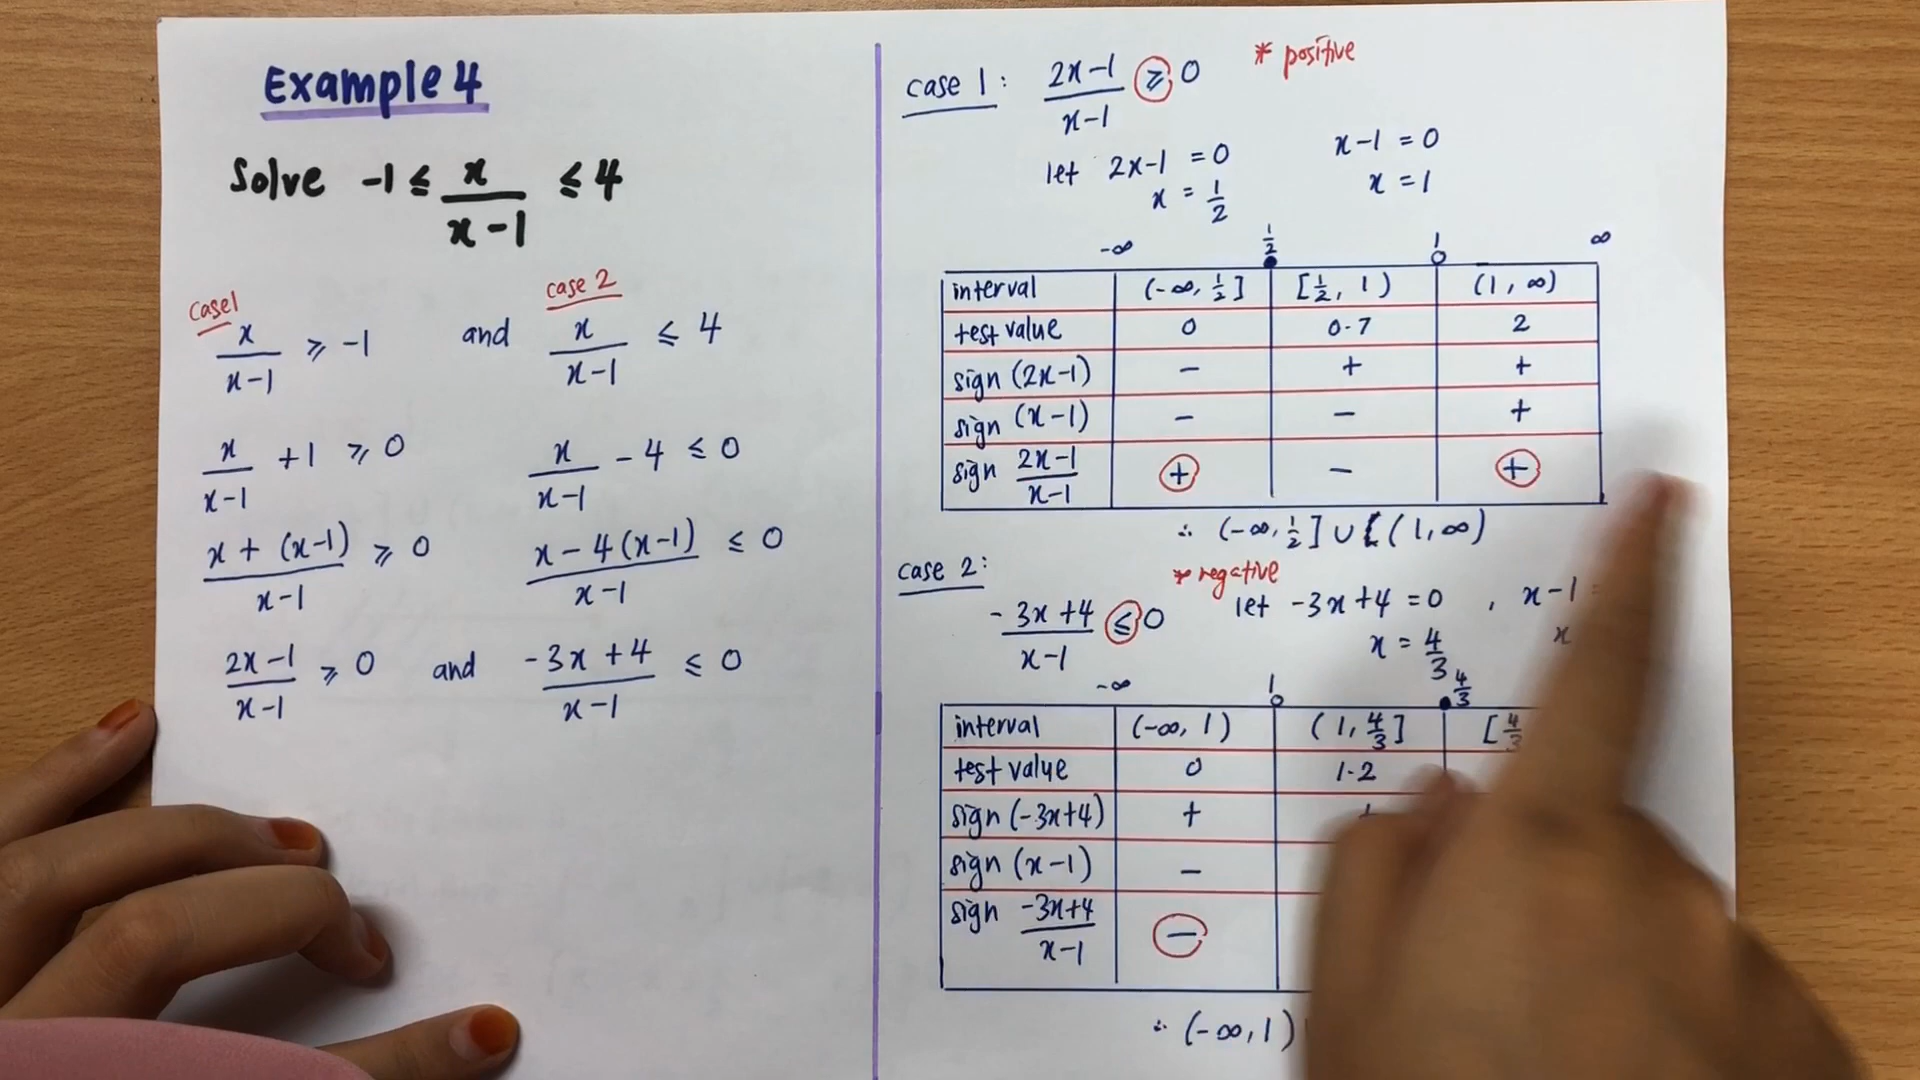 Example 4
Solve -1 ≤ x/(x-1) ≤ 4
case 1
case 2
x/(x-1) ≥ -1 and x/(x-1) ≤ 4
x/(x-1) + 1 ≥ 0
x/(x-1) - 4 ≤ 0
(x + (x-1))/(x-1) ≥ 0
(x - 4(x-1))/(x-1) ≤ 0
(2x-1)/(x-1) ≥ 0 and (-3x+4)/(x-1) ≤ 0
case 1: (2x-1)/(x-1) ≥ 0 * positive
let 2x-1 = 0 x-1 = 0
x = 1/2 x = 1
-∞ 1/2 1 ∞
interval (-∞, 1/2] [1/2, 1) (1, ∞)
test value 0 0.7 2
sign (2x-1) - + +
sign (x-1) - - +
sign (2x-1)/(x-1) + - +
∴ (-∞, 1/2] ∪ (1, ∞)
case 2: * negative
(-3x+4)/(x-1) ≤ 0 let -3x+4 = 0 , x-1 =
x = 4/3 x
-∞ 1 4/3
interval (-∞, 1) (1, 4/3] [4/3
test value 0 1.2
sign (-3x+4) + +
sign (x-1) -
sign (-3x+4)/(x-1) -
∴ (-∞, 1)